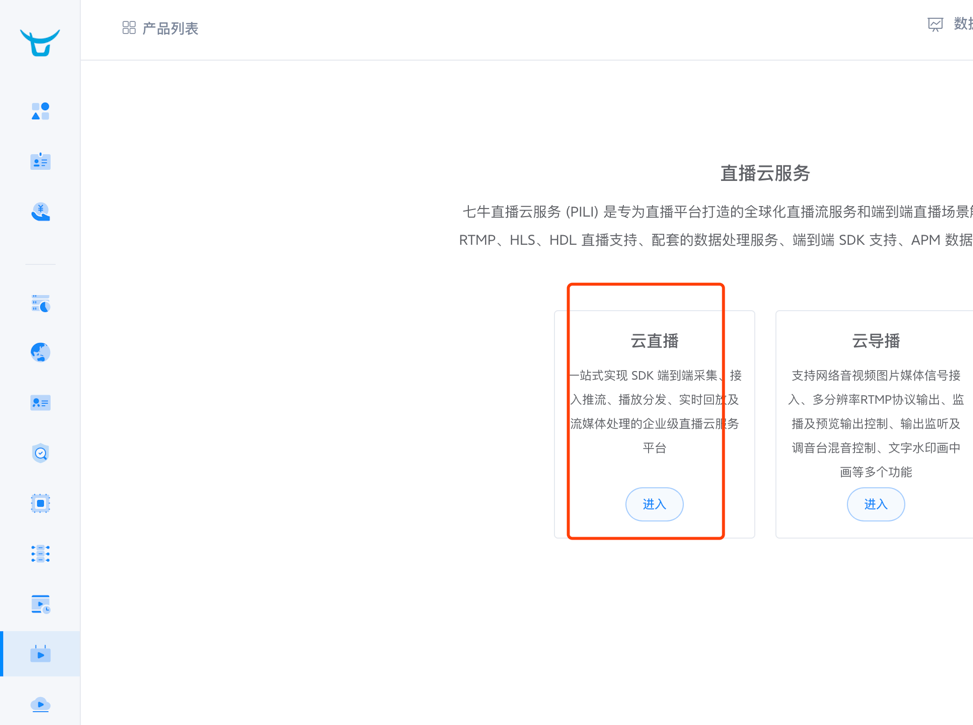 产品列表
数据
直播云服务
七牛直播云服务 (PILI) 是专为直播平台打造的全球化直播流服务和端到端直播场景
RTMP、HLS、HDL 直播支持、配套的数据处理服务、端到端 SDK 支持、APM 数据
云直播
一站式实现 SDK 端到端采集、接
入推流、播放分发、实时回放及
流媒体处理的企业级直播云服务
平台
进入
云导播
支持网络音视频图片媒体信号接
入、多分辨率RTMP协议输出、监
播及预览输出控制、输出监听及
调音台混音控制、文字水印画中
画等多个功能
进入